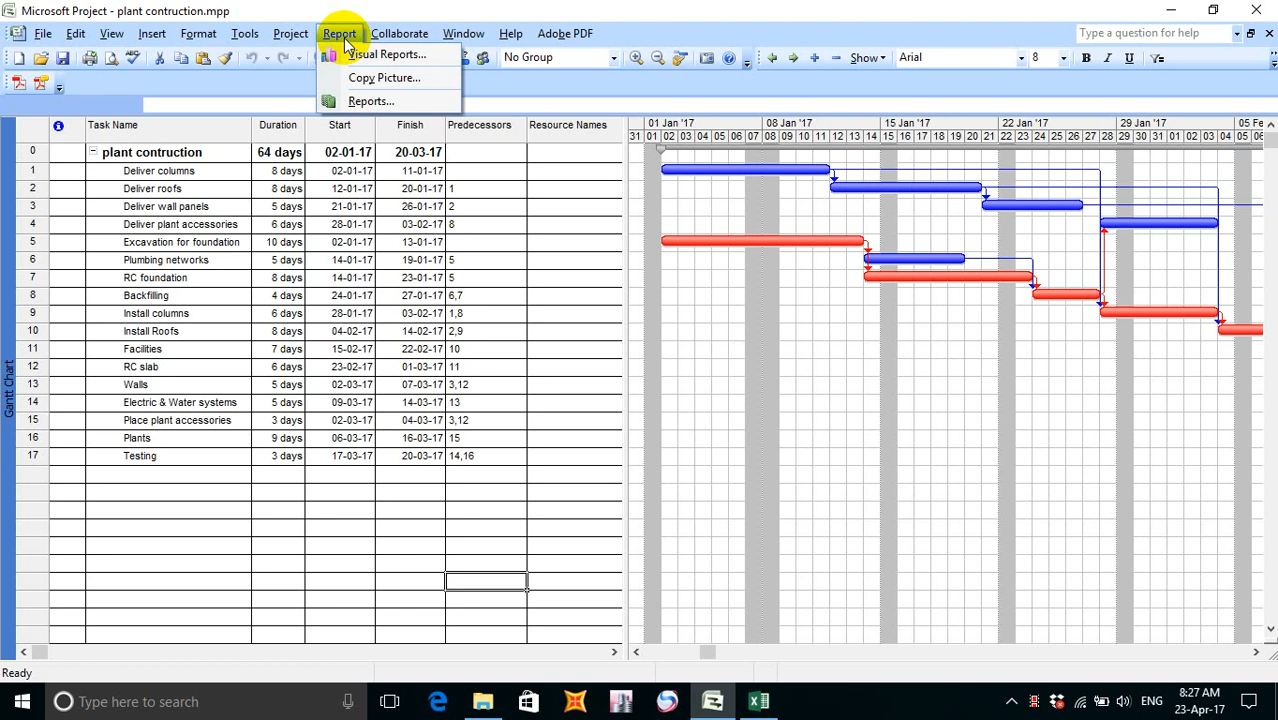 Microsoft Project - plant contruction.mpp
File Edit View Insert Format Tools Project Report Collaborate Window Help Adobe PDF
Type a question for help
Visual Reports...
Copy Picture...
Reports...
No Group
Show
Arial
8
B I U
Task Name Duration Start Finish Predecessors Resource Names
01 Jan '17 08 Jan '17 15 Jan '17 22 Jan '17 29 Jan '17 05 Fe
31 01 02 03 04 05 06 07 08 09 10 11 12 13 14 15 16 17 18 19 20 21 22 23 24 25 26 27 28 29 30 31 01 02 03 04 05 06
0 plant contruction 64 days 02-01-17 20-03-17
1 Deliver columns 8 days 02-01-17 11-01-17
2 Deliver roofs 8 days 12-01-17 20-01-17 1
3 Deliver wall panels 5 days 21-01-17 26-01-17 2
4 Deliver plant accessories 6 days 28-01-17 03-02-17 8
5 Excavation for foundation 10 days 02-01-17 13-01-17
6 Plumbing networks 5 days 14-01-17 19-01-17 5
7 RC foundation 8 days 14-01-17 23-01-17 5
8 Backfilling 4 days 24-01-17 27-01-17 6,7
9 Install columns 6 days 28-01-17 03-02-17 1,8
10 Install Roofs 8 days 04-02-17 14-02-17 2,9
11 Facilities 7 days 15-02-17 22-02-17 10
12 RC slab 6 days 23-02-17 01-03-17 11
13 Walls 5 days 02-03-17 07-03-17 3,12
14 Electric & Water systems 5 days 09-03-17 14-03-17 13
15 Place plant accessories 3 days 02-03-17 04-03-17 3,12
16 Plants 9 days 06-03-17 16-03-17 15
17 Testing 3 days 17-03-17 20-03-17 14,16
Gantt Chart
Ready
Type here to search
ENG
8:27 AM
23-Apr-17